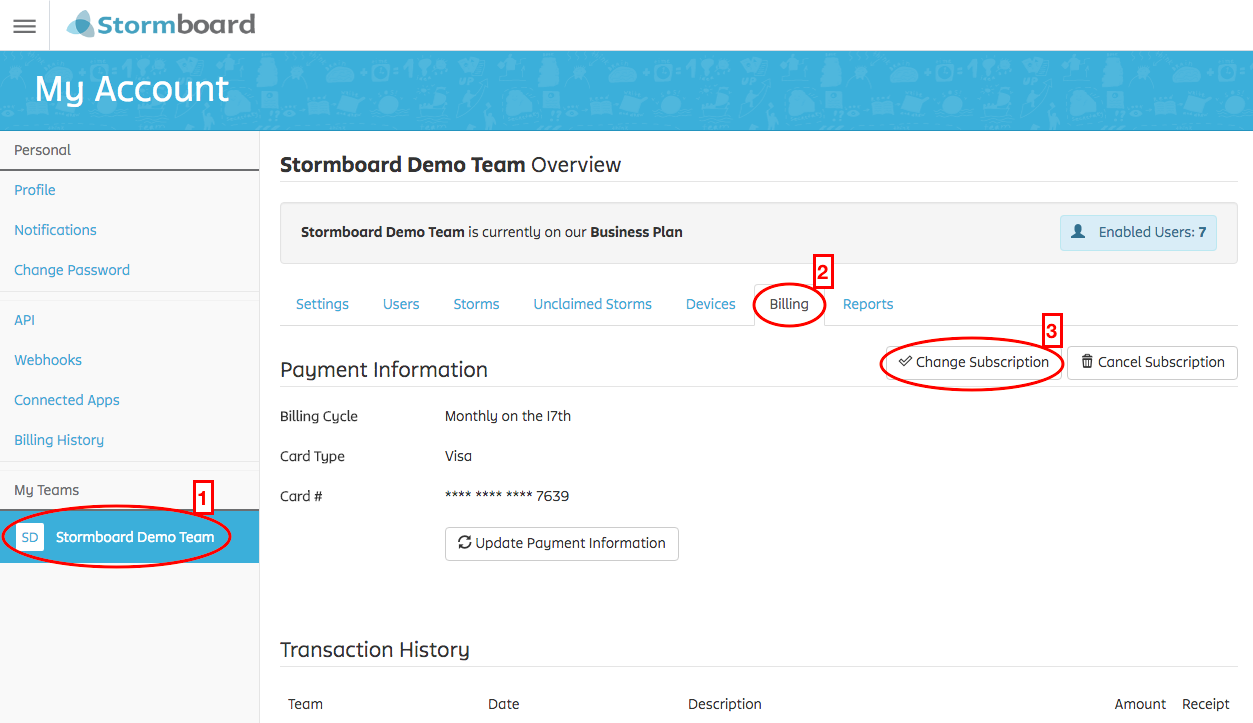 Stormboard
My Account
Personal
Profile
Notifications
Change Password
API
Webhooks
Connected Apps
Billing History
My Teams
1
SD Stormboard Demo Team
Stormboard Demo Team Overview
Stormboard Demo Team is currently on our Business Plan
Enabled Users: 7
2
Settings Users Storms Unclaimed Storms Devices Billing Reports
3
Payment Information
Change Subscription Cancel Subscription
Billing Cycle Monthly on the 17th
Card Type Visa
Card # **** **** **** 7639
Update Payment Information
Transaction History
Team Date Description Amount Receipt